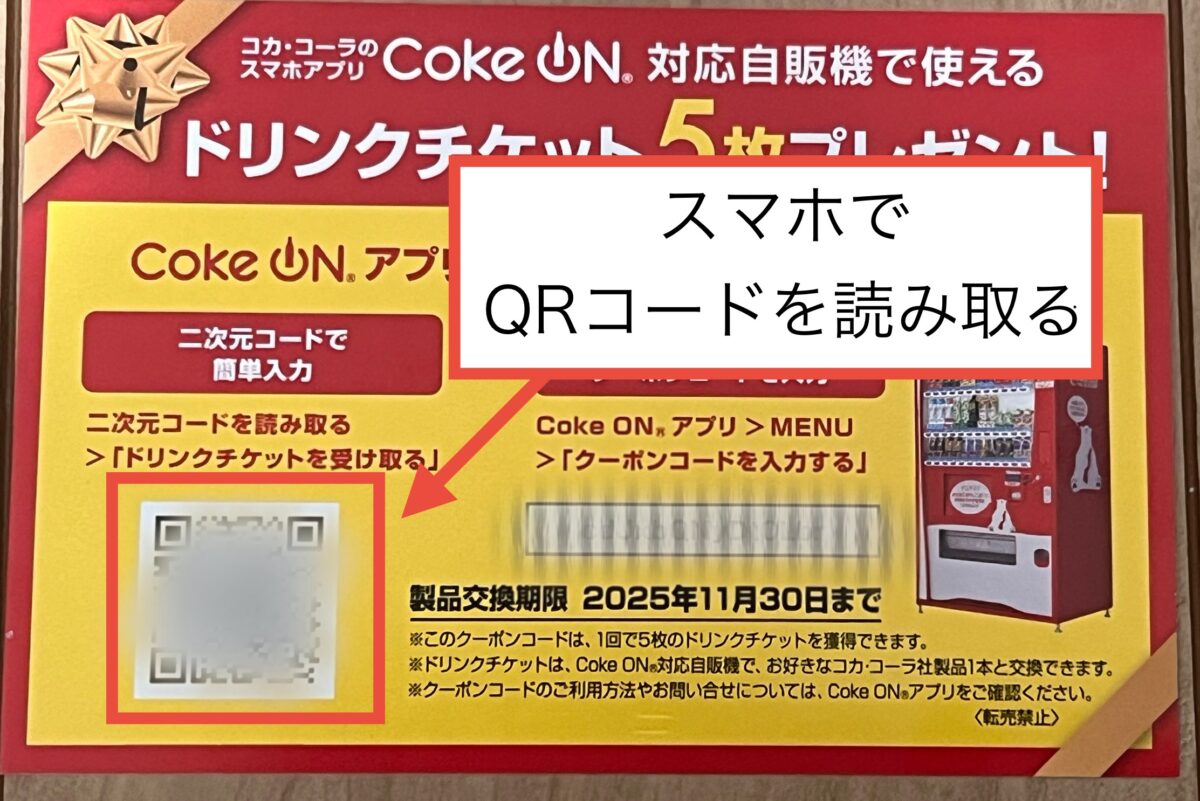 コカ・コーラの
スマホアプリ
Coke ON® 対応自販機で使える
ドリンクチケット 5枚プレゼント!
スマホで
QRコードを読み取る
Coke ON® アプリ
二次元コードで
簡単入力
二次元コードを読み取る
>「ドリンクチケットを受け取る」
Coke ON® アプリ > MENU
>「クーポンコードを入力する」
製品交換期限 2025年11月30日まで
※このクーポンコードは、1回で5枚のドリンクチケットを獲得できます。
※ドリンクチケットは、Coke ON®対応自販機で、お好きなコカ・コーラ社製品1本と交換できます。
※クーポンコードのご利用方法やお問い合せについては、Coke ON®アプリをご確認ください。
〈転売禁止〉